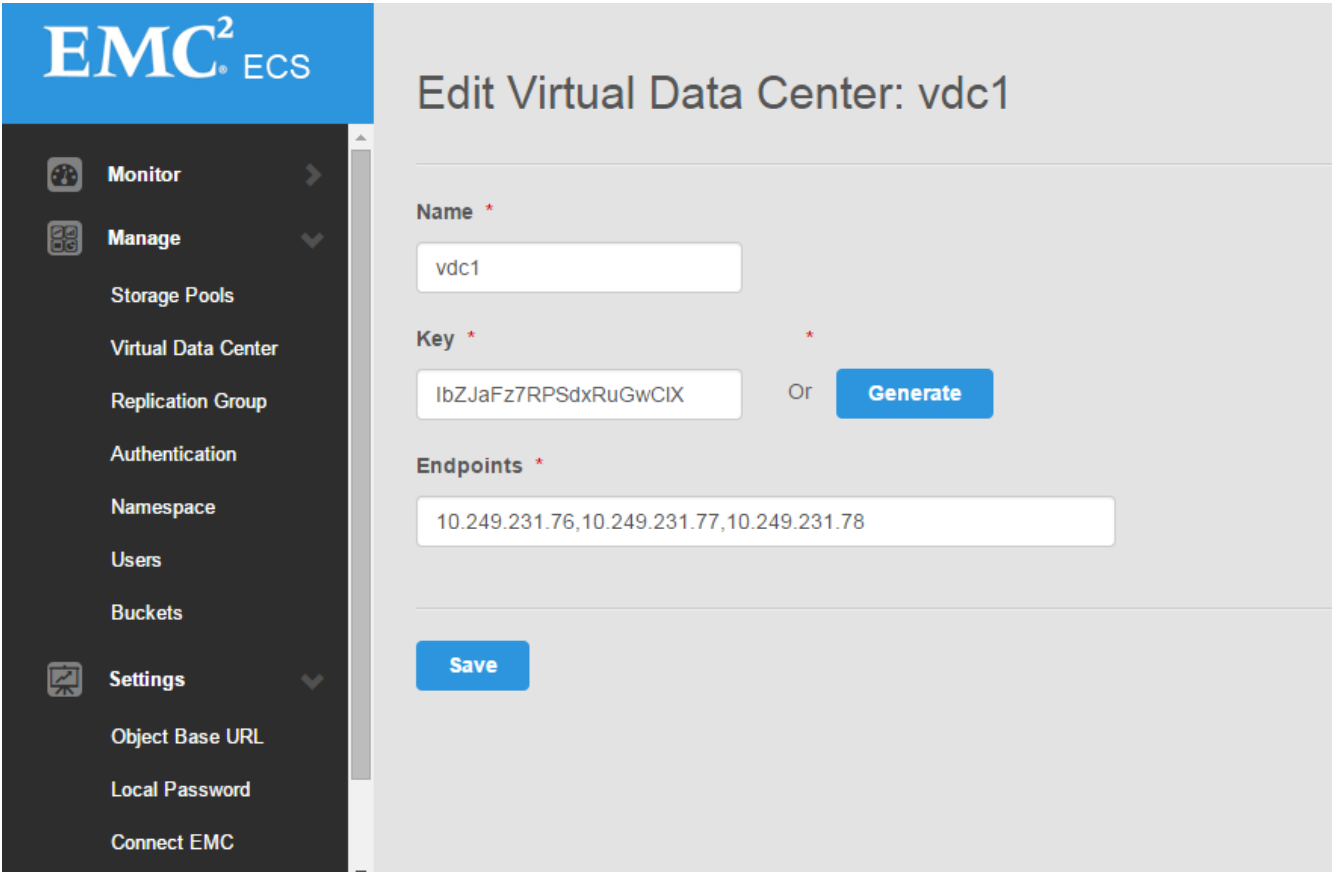 EMC² ECS
Edit Virtual Data Center: vdc1
Monitor
Manage
Storage Pools
Virtual Data Center
Replication Group
Authentication
Namespace
Users
Buckets
Settings
Object Base URL
Local Password
Connect EMC
Name *
vdc1
Key * *
IbZJaFz7RPSdxRuGwClX Or Generate
Endpoints *
10.249.231.76,10.249.231.77,10.249.231.78
Save